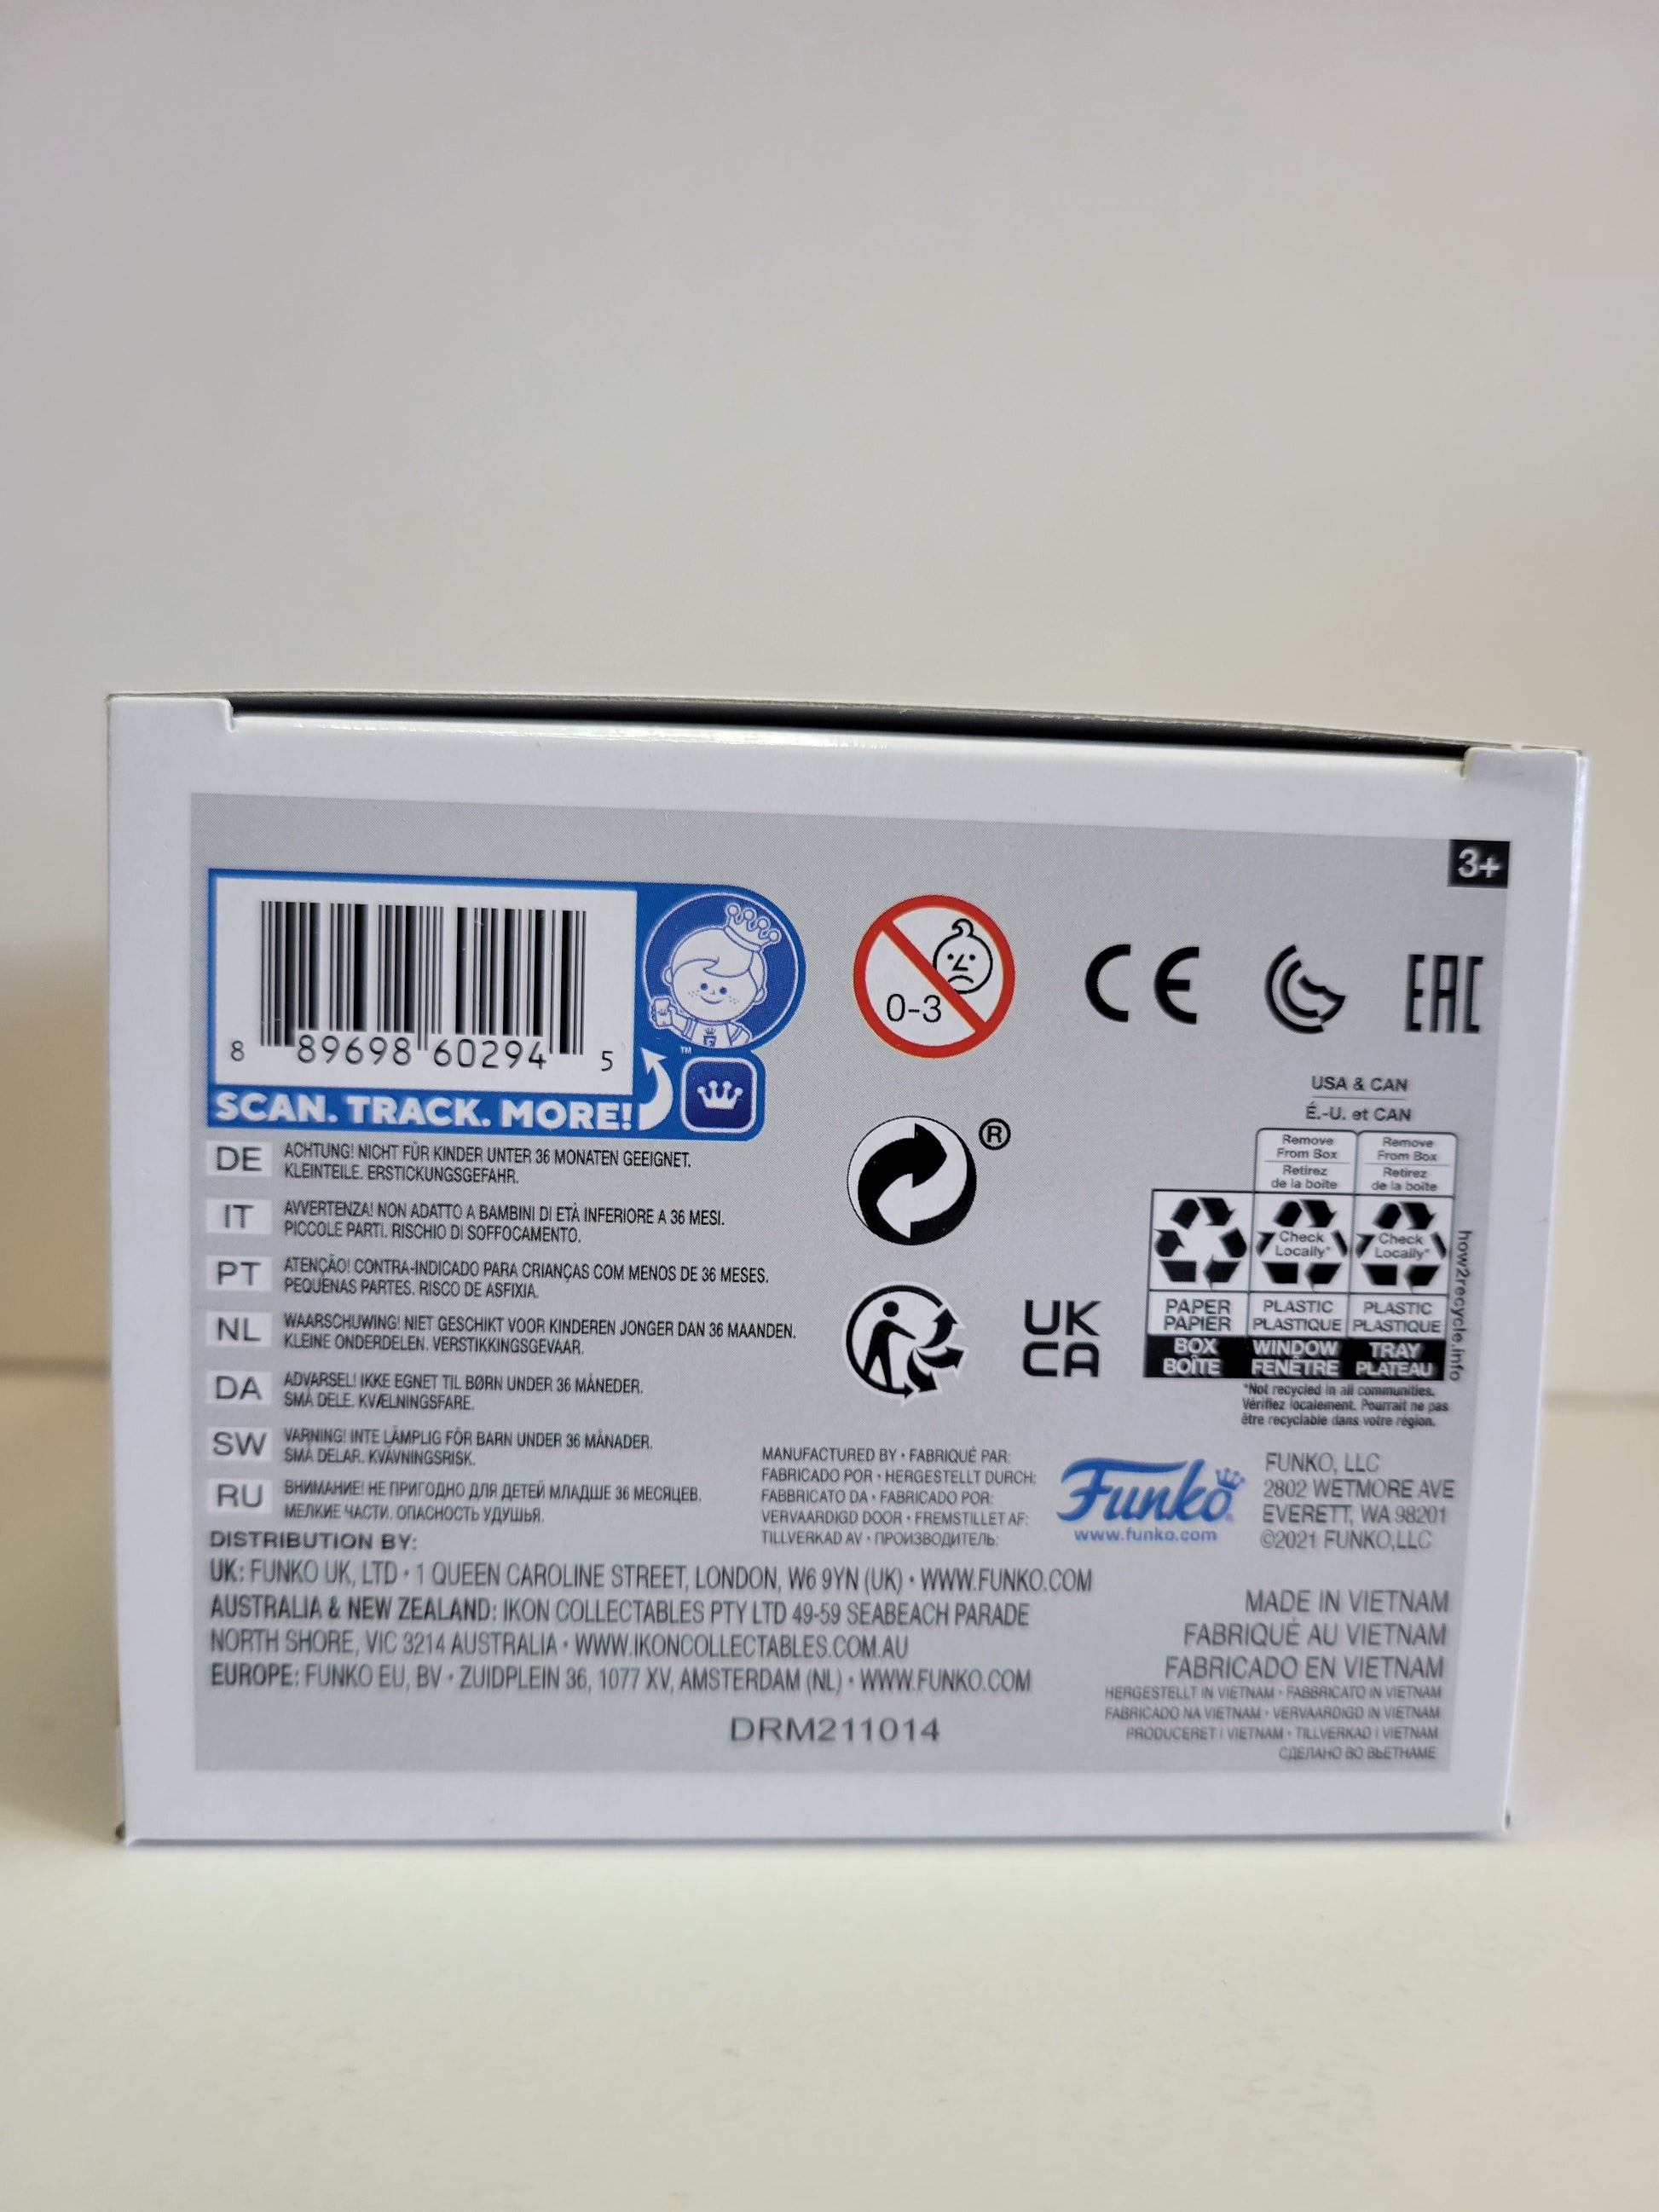 3+
8 89698 60294 5
™
SCAN. TRACK. MORE!
0-3
CE
EAC
DE ACHTUNG! NICHT FÜR KINDER UNTER 36 MONATEN GEEIGNET.
KLEINTEILE. ERSTICKUNGSGEFAHR.
IT AVVERTENZA! NON ADATTO A BAMBINI DI ETÀ INFERIORE A 36 MESI.
PICCOLE PARTI. RISCHIO DI SOFFOCAMENTO.
PT ATENÇÃO! CONTRA-INDICADO PARA CRIANÇAS COM MENOS DE 36 MESES.
PEQUENAS PARTES. RISCO DE ASFIXIA.
NL WAARSCHUWING! NIET GESCHIKT VOOR KINDEREN JONGER DAN 36 MAANDEN.
KLEINE ONDERDELEN. VERSTIKKINGSGEVAAR.
DA ADVARSEL! IKKE EGNET TIL BØRN UNDER 36 MÅNEDER.
SMÅ DELE. KVÆLNINGSFARE.
SW VARNING! INTE LÄMPLIG FÖR BARN UNDER 36 MÅNADER.
SMÅ DELAR. KVÄVNINGSRISK.
RU ВНИМАНИЕ! НЕ ПРИГОДНО ДЛЯ ДЕТЕЙ МЛАДШЕ 36 МЕСЯЦЕВ.
МЕЛКИЕ ЧАСТИ. ОПАСНОСТЬ УДУШЬЯ.
®
UK
CA
USA & CAN
É.-U. et CAN
Remove From Box
Retirez de la boîte
Remove From Box
Retirez de la boîte
Check Locally*
Check Locally*
PAPER PAPIER
PLASTIC PLASTIQUE
PLASTIC PLASTIQUE
BOX BOÎTE
WINDOW FENÊTRE
TRAY PLATEAU
how2recycle.info
*Not recycled in all communities.
Vérifiez localement. Pourrait ne pas
être recyclable dans votre région.
MANUFACTURED BY • FABRIQUÉ PAR:
FABRICADO POR • HERGESTELLT DURCH:
FABBRICATO DA • FABRICADO POR:
VERVAARDIGD DOOR • FREMSTILLET AF:
TILLVERKAD AV • ПРОИЗВОДИТЕЛЬ:
Funko®
www.funko.com
FUNKO, LLC
2802 WETMORE AVE
EVERETT, WA 98201
©2021 FUNKO,LLC
DISTRIBUTION BY:
UK: FUNKO UK, LTD • 1 QUEEN CAROLINE STREET, LONDON, W6 9YN (UK) • WWW.FUNKO.COM
AUSTRALIA & NEW ZEALAND: IKON COLLECTABLES PTY LTD 49-59 SEABEACH PARADE
NORTH SHORE, VIC 3214 AUSTRALIA • WWW.IKONCOLLECTABLES.COM.AU
EUROPE: FUNKO EU, BV • ZUIDPLEIN 36, 1077 XV, AMSTERDAM (NL) • WWW.FUNKO.COM
DRM211014
MADE IN VIETNAM
FABRIQUÉ AU VIETNAM
FABRICADO EN VIETNAM
HERGESTELLT IN VIETNAM • FABBRICATO IN VIETNAM
FABRICADO NA VIETNAM • VERVAARDIGD IN VIETNAM
PRODUCERET I VIETNAM • TILLVERKAD I VIETNAM
СДЕЛАНО ВО ВЬЕТНАМЕ